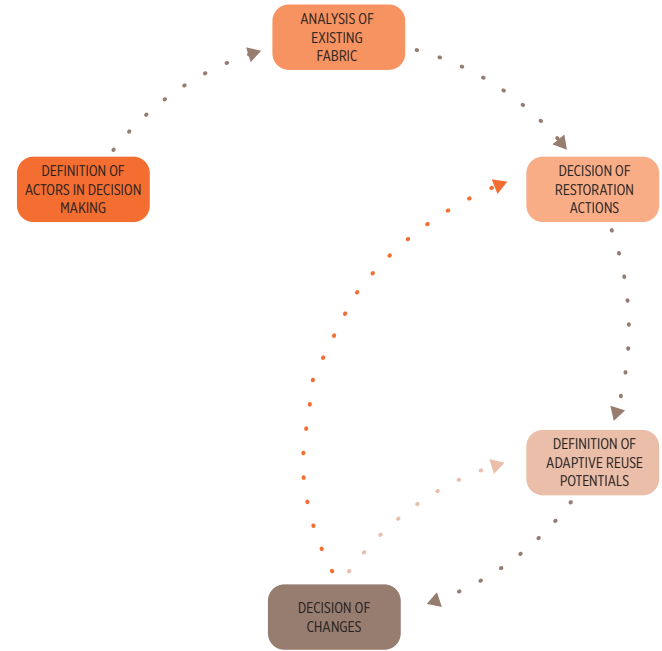 ANALYSIS OF
EXISTING
FABRIC
DEFINITION OF
ACTORS IN DECISION
MAKING
DECISION OF
RESTORATION
ACTIONS
DEFINITION OF
ADAPTIVE REUSE
POTENTIALS
DECISION OF
CHANGES